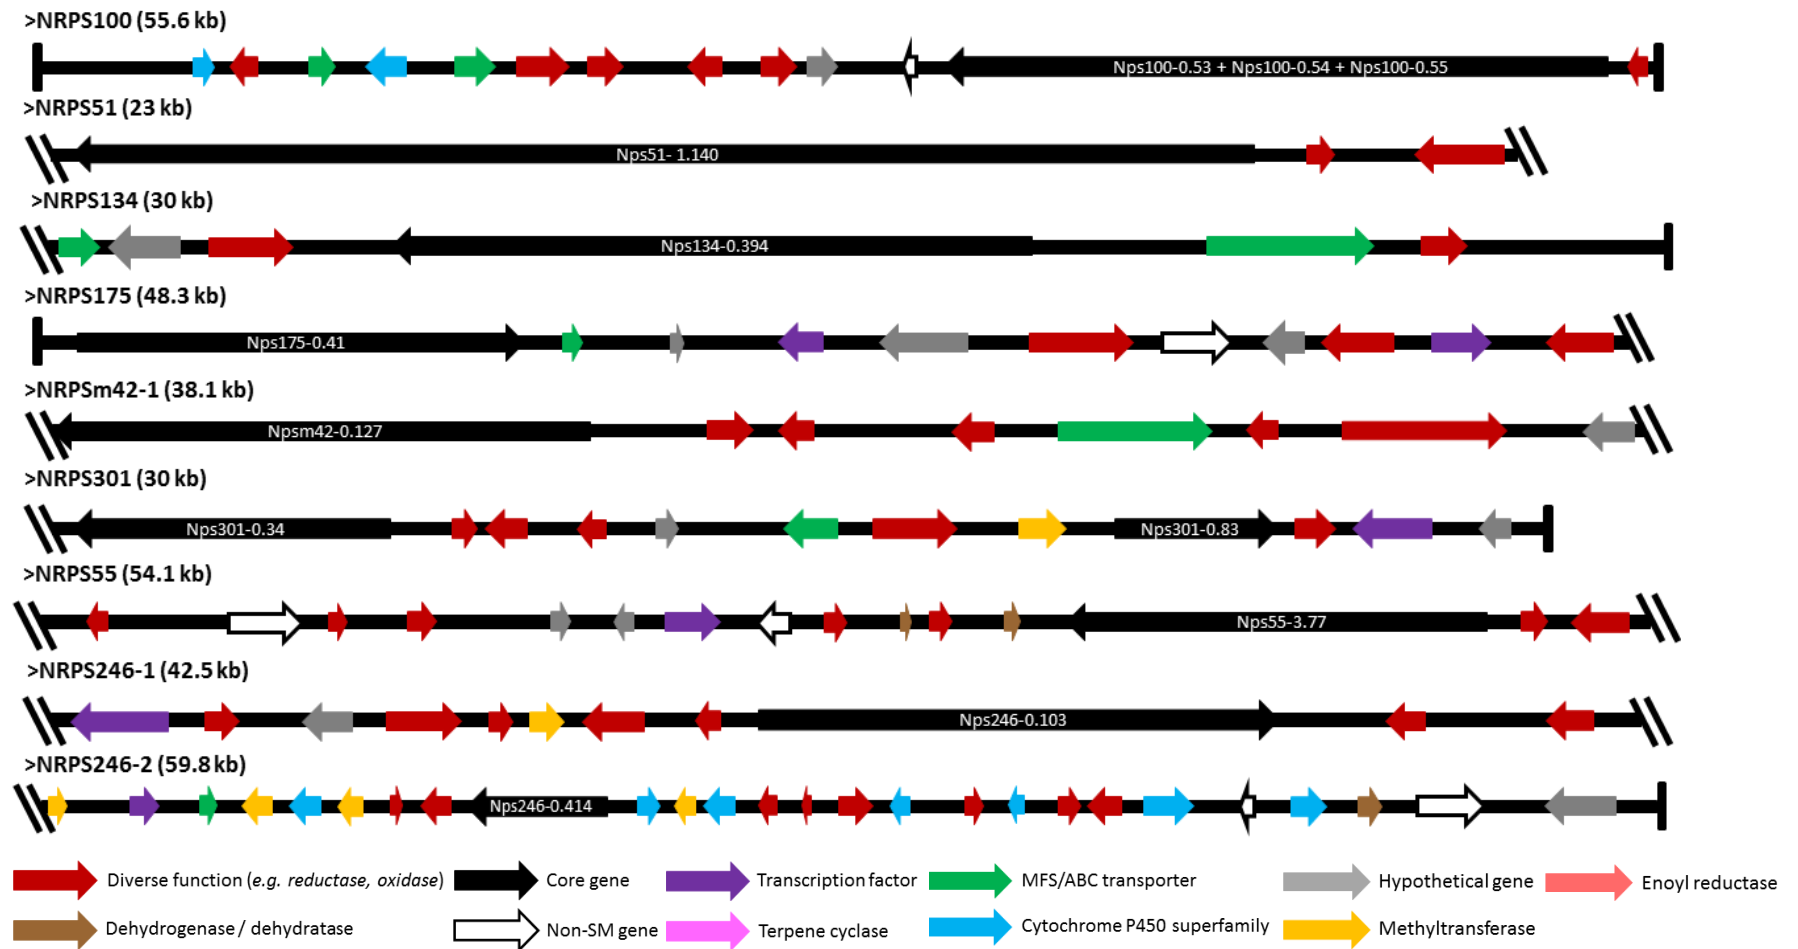 >NRPS100 (55.6 kb)
Nps100-0.53 + Nps100-0.54 + Nps100-0.55
>NRPS51 (23 kb)
Nps51- 1.140
>NRPS134 (30 kb)
Nps134-0.394
>NRPS175 (48.3 kb)
Nps175-0.41
>NRPSm42-1 (38.1 kb)
Npsm42-0.127
>NRPS301 (30 kb)
Nps301-0.34 Nps301-0.83
>NRPS55 (54.1 kb)
Nps55-3.77
>NRPS246-1 (42.5 kb)
Nps246-0.103
>NRPS246-2 (59.8 kb)
Nps246-0.414
Diverse function (e.g. reductase, oxidase) Core gene Transcription factor MFS/ABC transporter Hypothetical gene Enoyl reductase
Dehydrogenase / dehydratase Non-SM gene Terpene cyclase Cytochrome P450 superfamily Methyltransferase